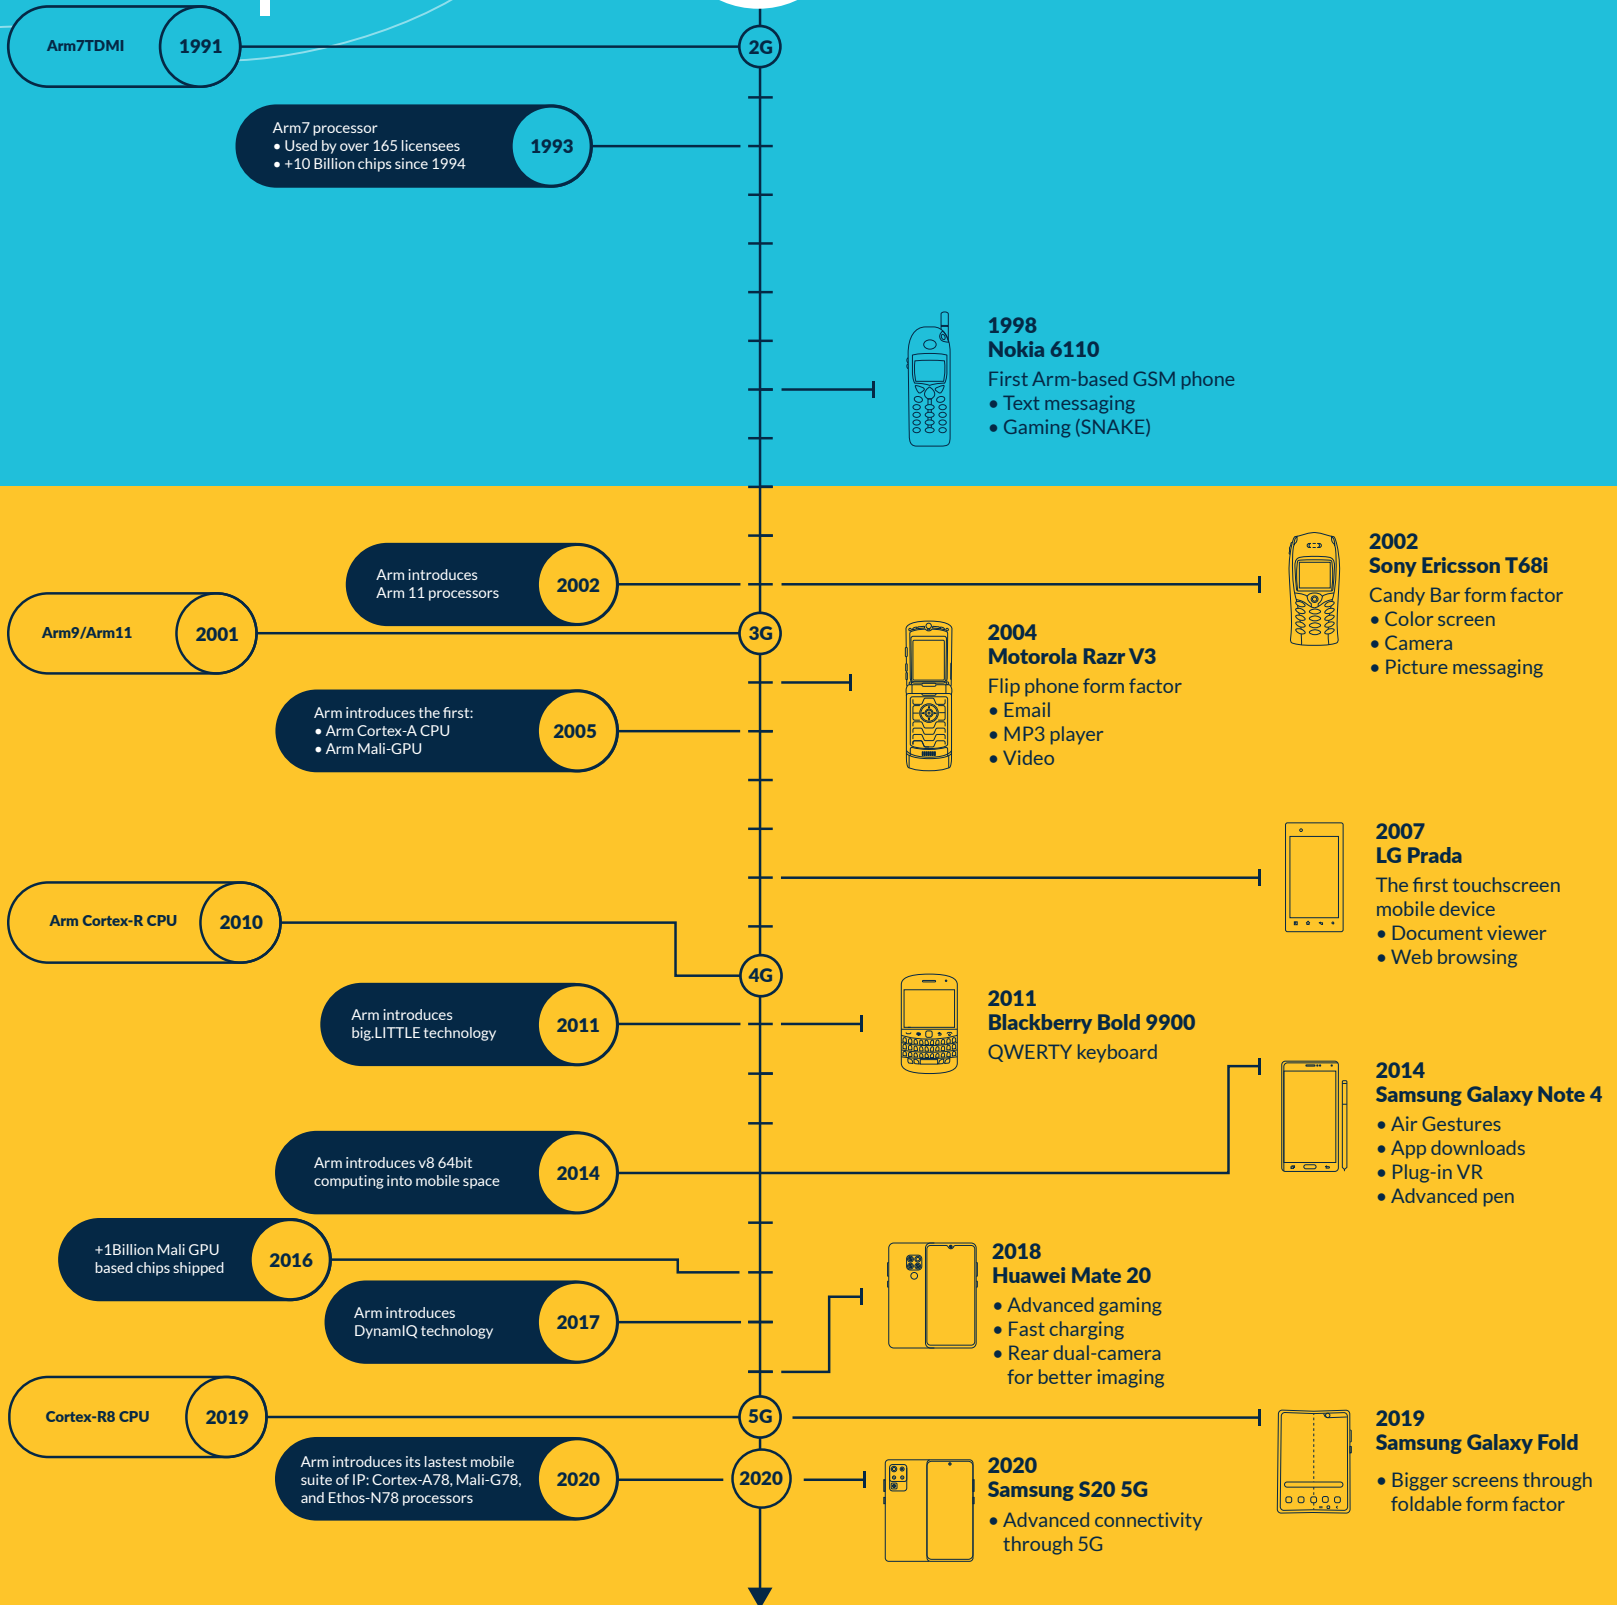 Arm7TDMI
1991
2G
Arm7 processor
• Used by over 165 licensees
• +10 Billion chips since 1994
1993
1998
Nokia 6110
First Arm-based GSM phone
• Text messaging
• Gaming (SNAKE)
Arm introduces
Arm 11 processors
2002
2002
Sony Ericsson T68i
Candy Bar form factor
• Color screen
• Camera
• Picture messaging
Arm9/Arm11
2001
3G
2004
Motorola Razr V3
Flip phone form factor
• Email
• MP3 player
• Video
Arm introduces the first:
• Arm Cortex-A CPU
• Arm Mali-GPU
2005
2007
LG Prada
The first touchscreen
mobile device
• Document viewer
• Web browsing
Arm Cortex-R CPU
2010
4G
Arm introduces
big.LITTLE technology
2011
2011
Blackberry Bold 9900
QWERTY keyboard
2014
Samsung Galaxy Note 4
• Air Gestures
• App downloads
• Plug-in VR
• Advanced pen
Arm introduces v8 64bit
computing into mobile space
2014
+1Billion Mali GPU
based chips shipped
2016
2018
Huawei Mate 20
• Advanced gaming
• Fast charging
• Rear dual-camera
for better imaging
Arm introduces
DynamIQ technology
2017
Cortex-R8 CPU
2019
5G
2019
Samsung Galaxy Fold
• Bigger screens through
foldable form factor
Arm introduces its lastest mobile
suite of IP: Cortex-A78, Mali-G78,
and Ethos-N78 processors
2020
2020
2020
Samsung S20 5G
• Advanced connectivity
through 5G